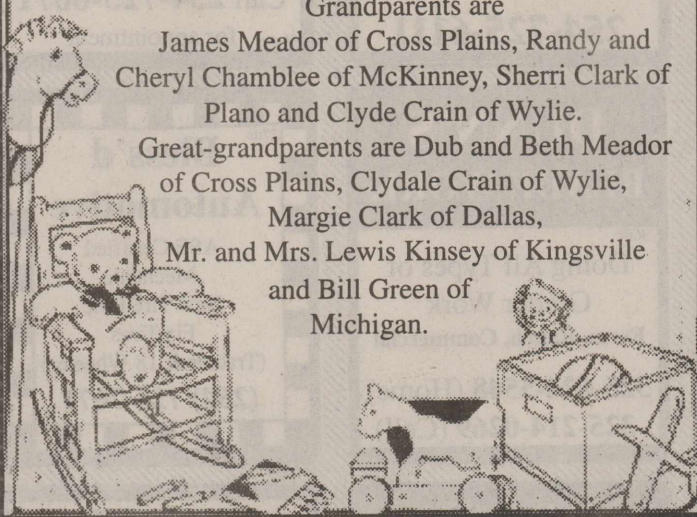 Grandparents are
James Meador of Cross Plains, Randy and
Cheryl Chamblee of McKinney, Sherri Clark of
Plano and Clyde Crain of Wylie.
Great-grandparents are Dub and Beth Meador
of Cross Plains, Clydale Crain of Wylie,
Margie Clark of Dallas,
Mr. and Mrs. Lewis Kinsey of Kingsville
and Bill Green of
Michigan.